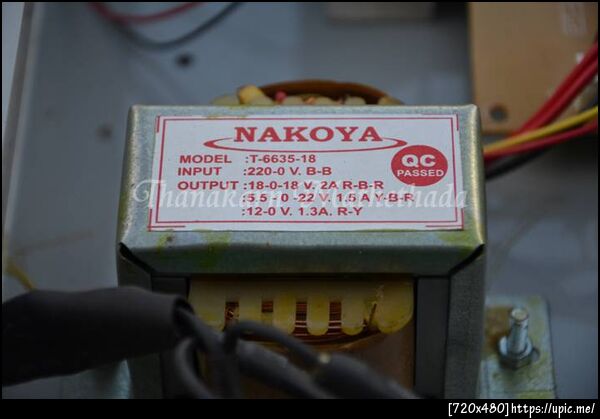 NAKOYA
MODEL :T-6635-18
INPUT :220-0 V. B-B
OUTPUT :18-0-18 V. 2A R-B-R
:5.5 -0 -22 V. 1.5 A Y-B-R
:12-0 V. 1.3A. R-Y
QC
PASSED
[720x480]https://upic.me/